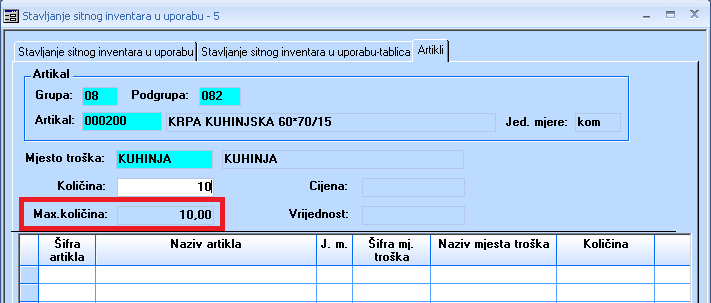 Stavljanje sitnog inventara u uporabu - 5
Stavljanje sitnog inventara u uporabu Stavljanje sitnog inventara u uporabu-tablica Artikli
Artikal
Grupa: 08 Podgrupa: 082
Artikal: 000200 KRPA KUHINJSKA 60*70/15 Jed. mjere: kom
Mjesto troška: KUHINJA KUHINJA
Količina: 10 Cijena:
Max.količina: 10,00 Vrijednost:
Šifra artikla Naziv artikla J. m. Šifra mj. troška Naziv mjesta troška Količina